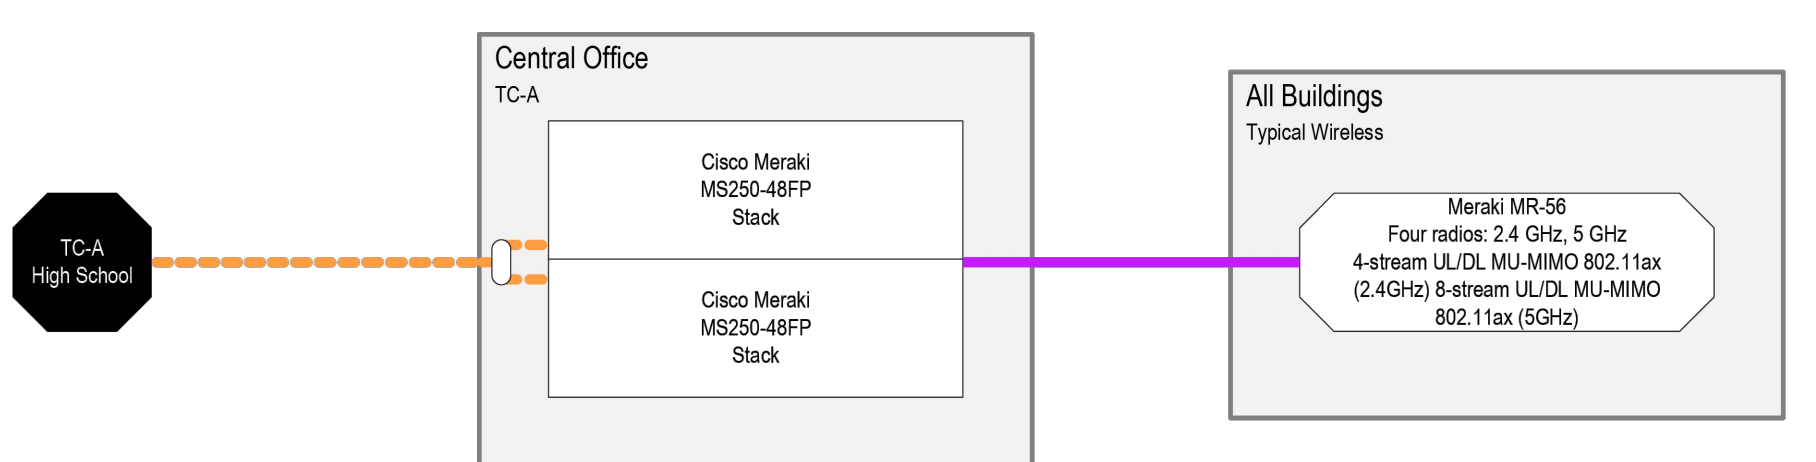 TC-A
High School
Central Office
TC-A
Cisco Meraki
MS250-48FP
Stack
Cisco Meraki
MS250-48FP
Stack
All Buildings
Typical Wireless
Meraki MR-56
Four radios: 2.4 GHz, 5 GHz
4-stream UL/DL MU-MIMO 802.11ax
(2.4GHz) 8-stream UL/DL MU-MIMO
802.11ax (5GHz)